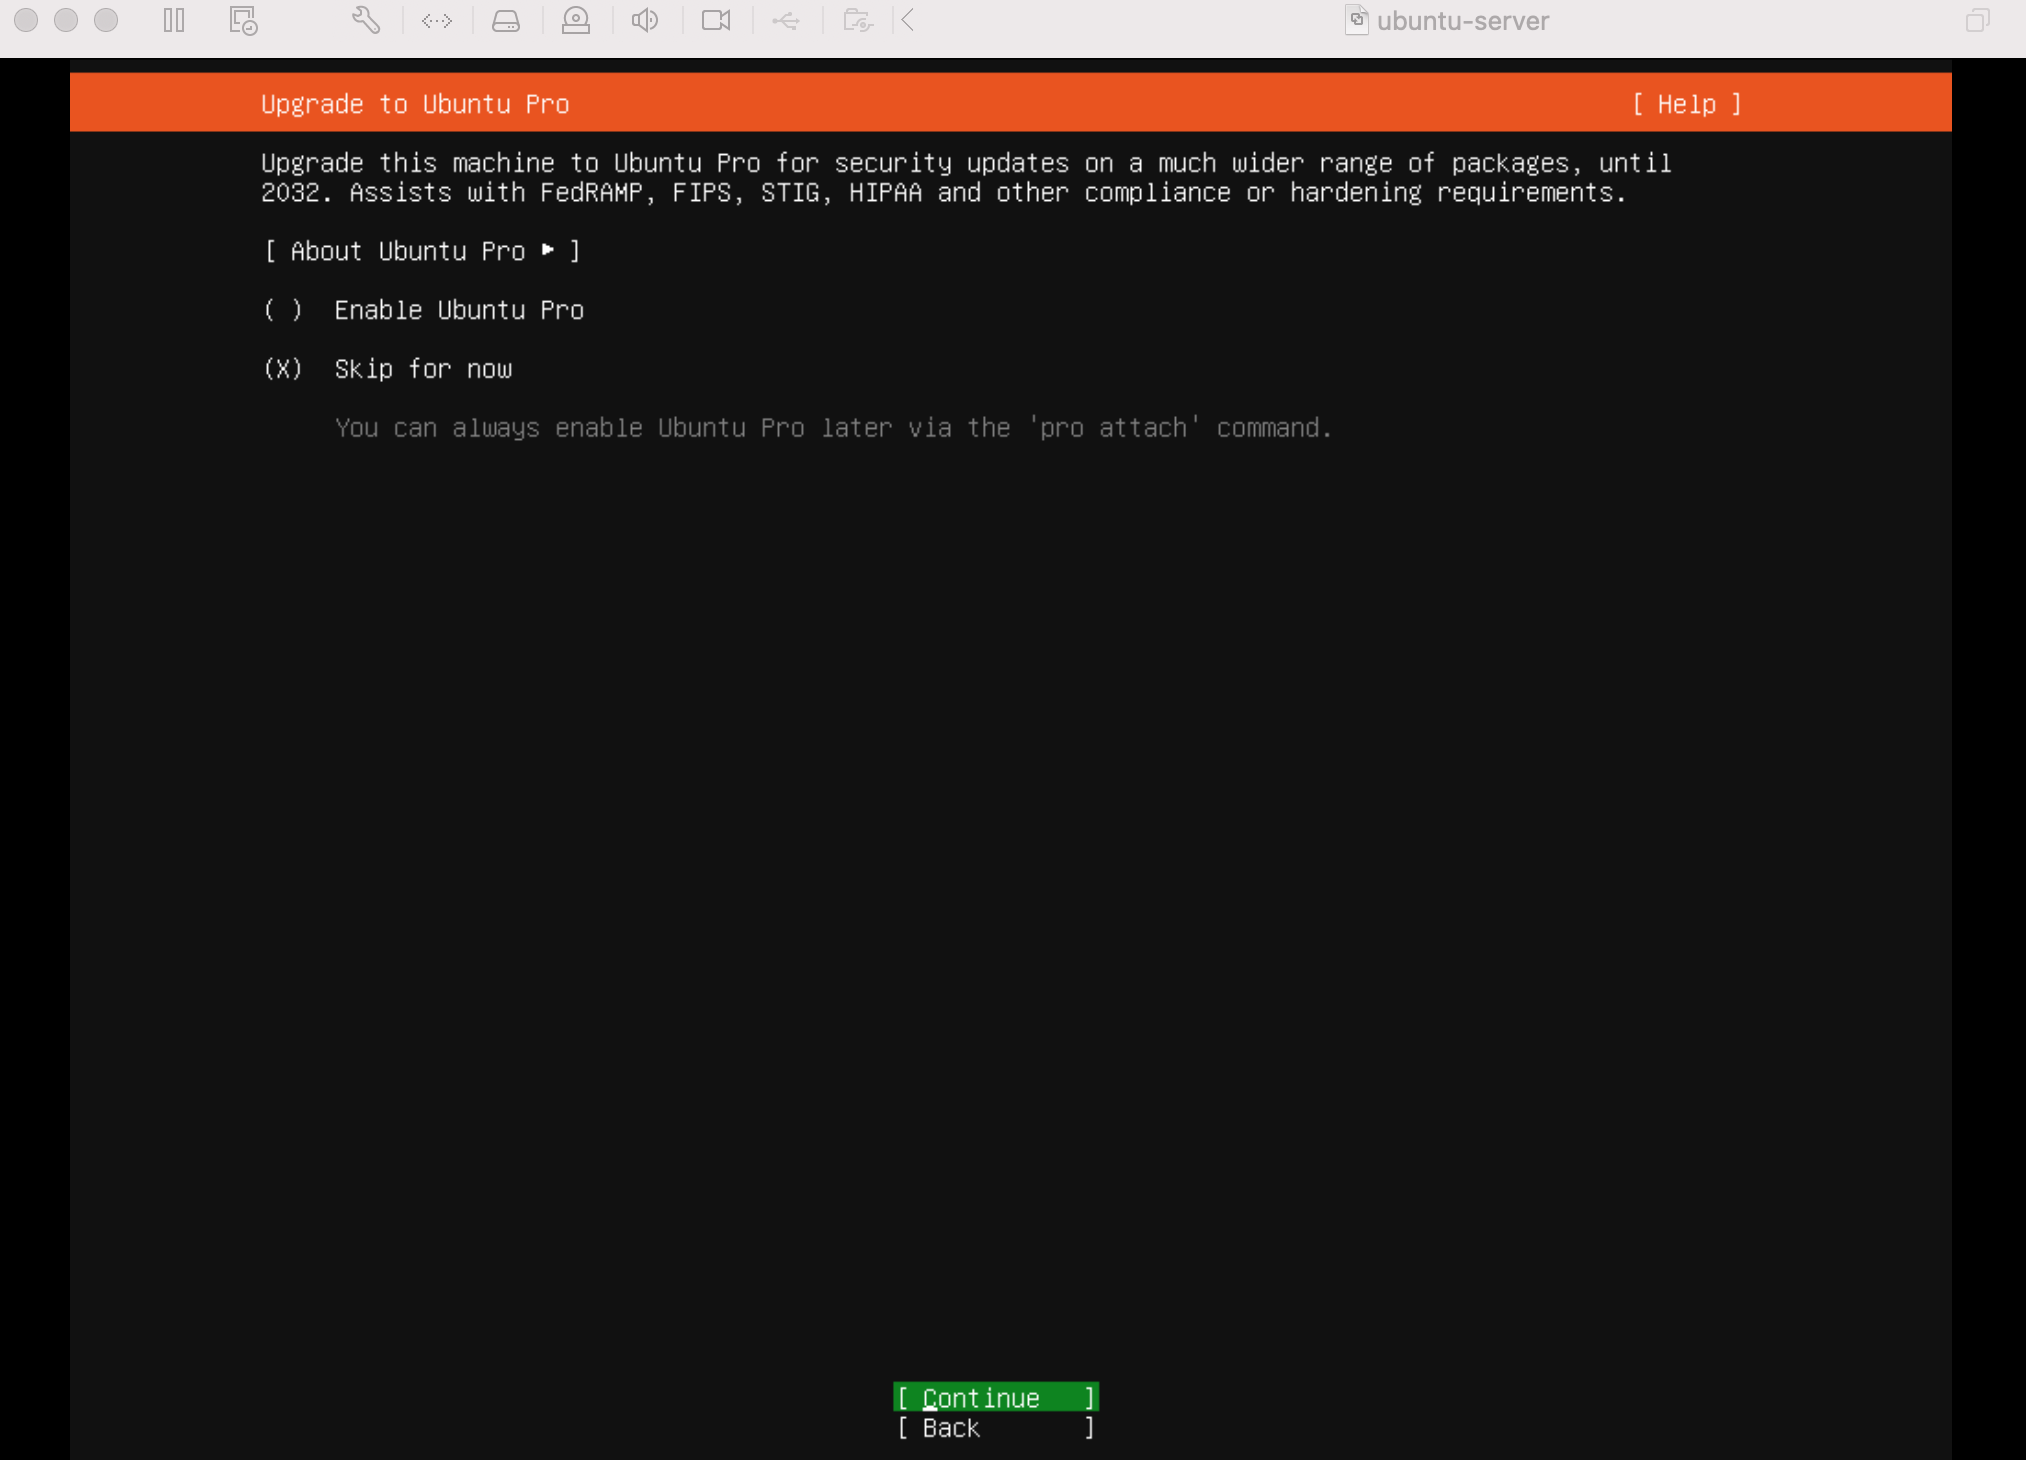 ubuntu-server
Upgrade to Ubuntu Pro [ Help ]
Upgrade this machine to Ubuntu Pro for security updates on a much wider range of packages, until
2032. Assists with FedRAMP, FIPS, STIG, HIPAA and other compliance or hardening requirements.
[ About Ubuntu Pro ► ]
( ) Enable Ubuntu Pro
(X) Skip for now
You can always enable Ubuntu Pro later via the 'pro attach' command.
[ Continue ]
[ Back ]